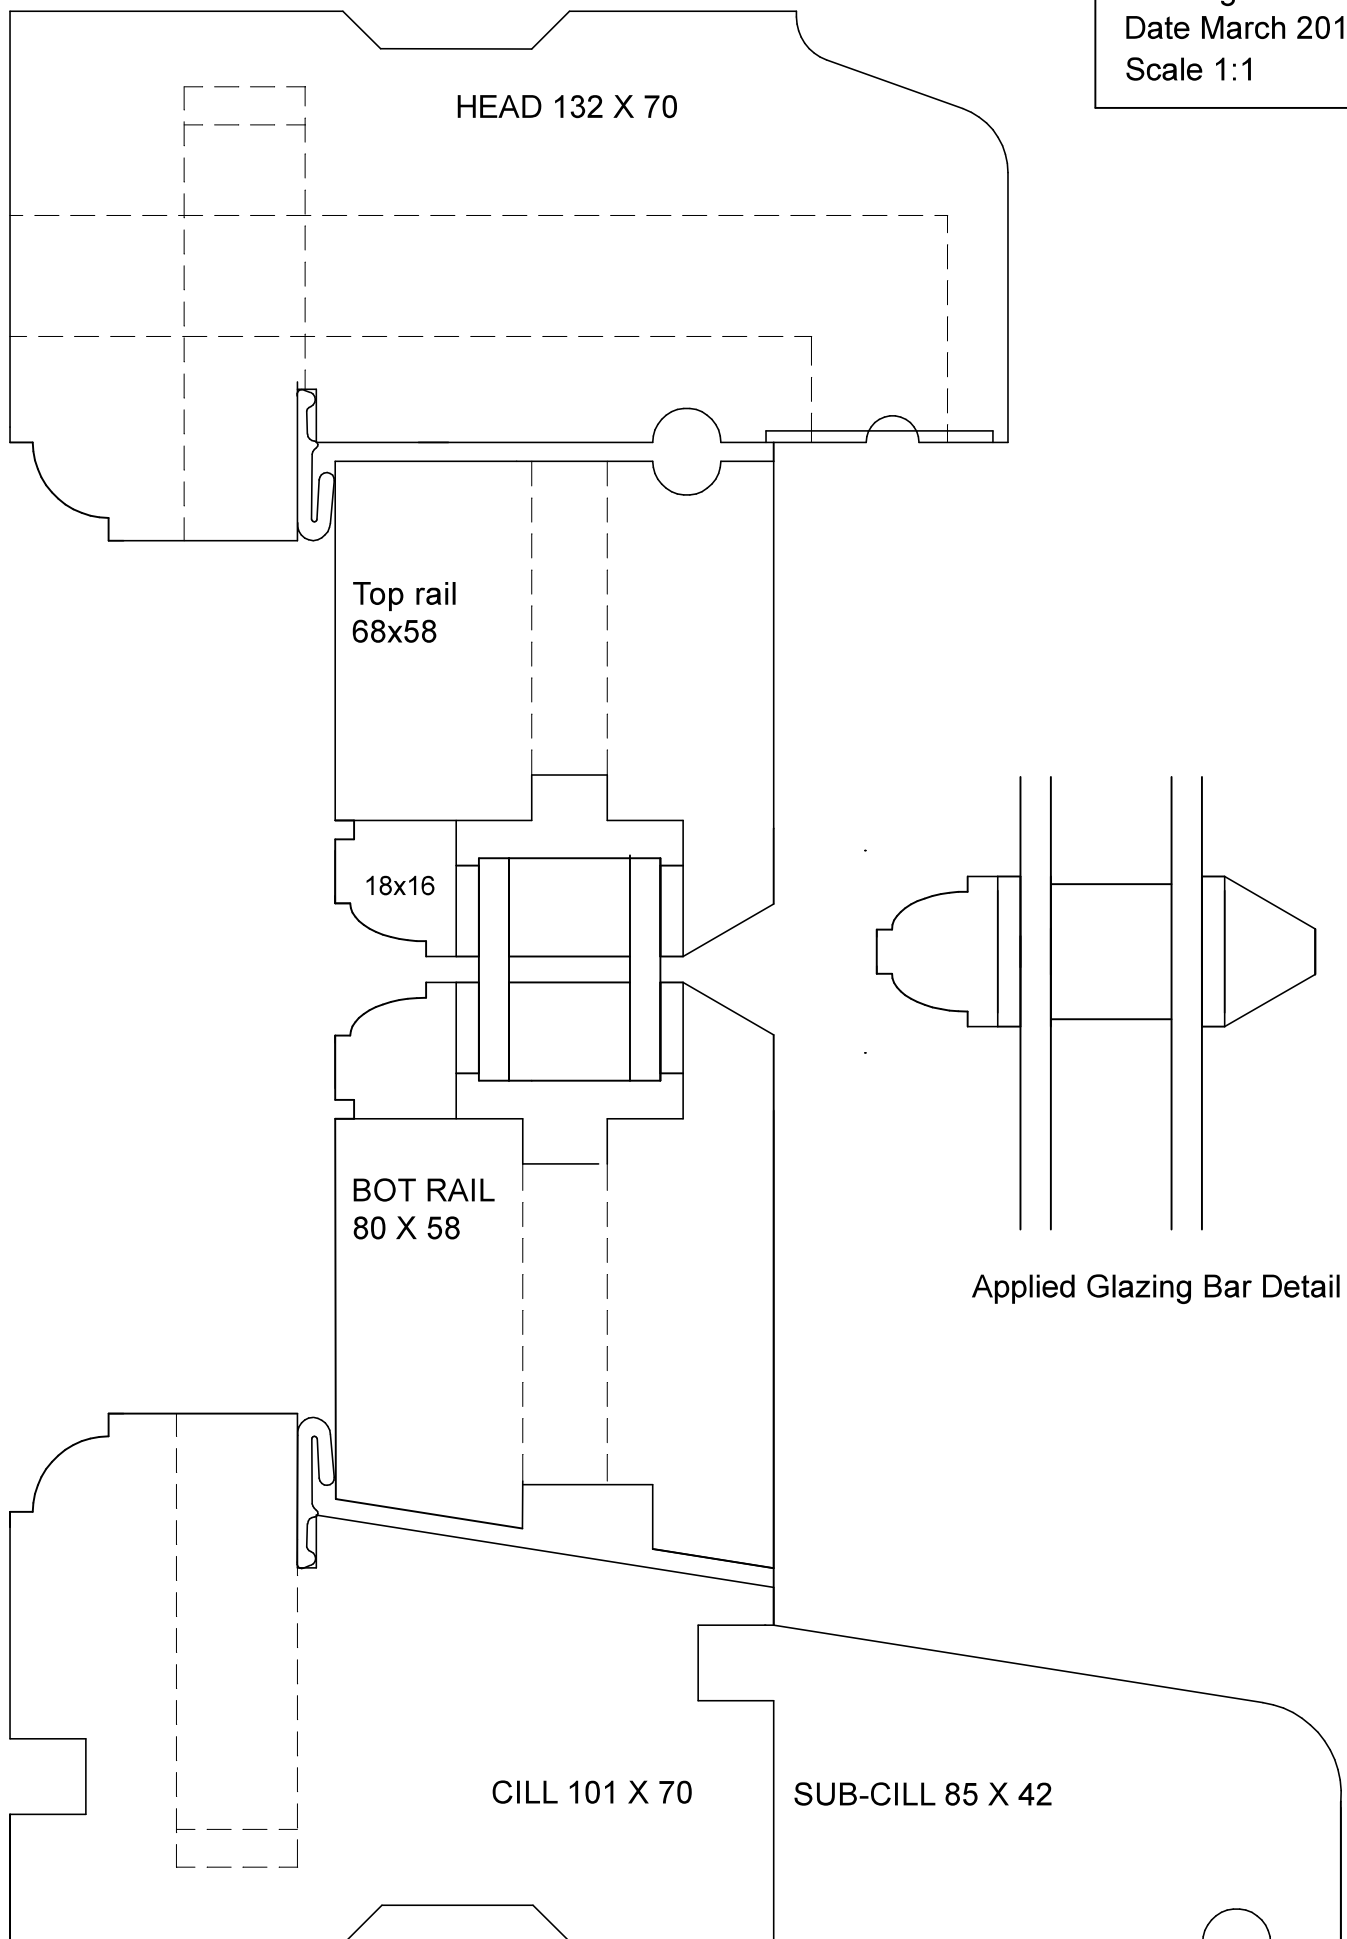 Date March 201
Scale 1:1
HEAD 132 X 70
Top rail
68x58
18x16
BOT RAIL
80 X 58
Applied Glazing Bar Detail
CILL 101 X 70
SUB-CILL 85 X 42